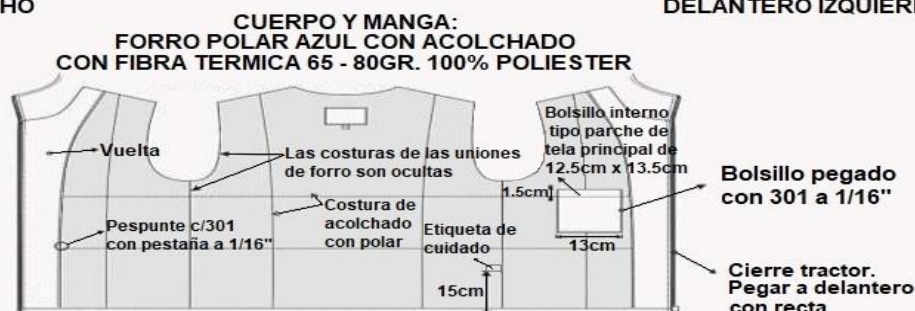 HO
DELANTERO IZQUIER
CUERPO Y MANGA:
FORRO POLAR AZUL CON ACOLCHADO
CON FIBRA TERMICA 65 - 80GR. 100% POLIESTER
Vuelta
Las costuras de las uniones
de forro son ocultas
Bolsillo interno
tipo parche de
tela principal de
12.5cm x 13.5cm
1.5cm
13cm
Bolsillo pegado
con 301 a 1/16"
Pespunte c/301
con pestaña a 1/16"
Costura de
acolchado
con polar
Etiqueta de
cuidado
15cm
Cierre tractor.
Pegar a delantero
con recta